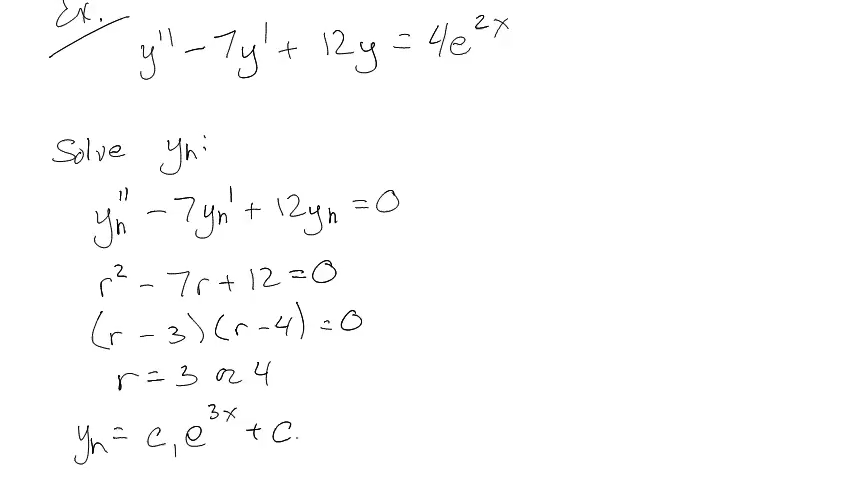 Ex.
y'' - 7y' + 12y = 4e^{2x}
Solve y_h:
y_h'' - 7y_h' + 12y_h = 0
r^2 - 7r + 12 = 0
(r - 3)(r - 4) = 0
r = 3 or 4
y_h = c_1 e^{3x} + c